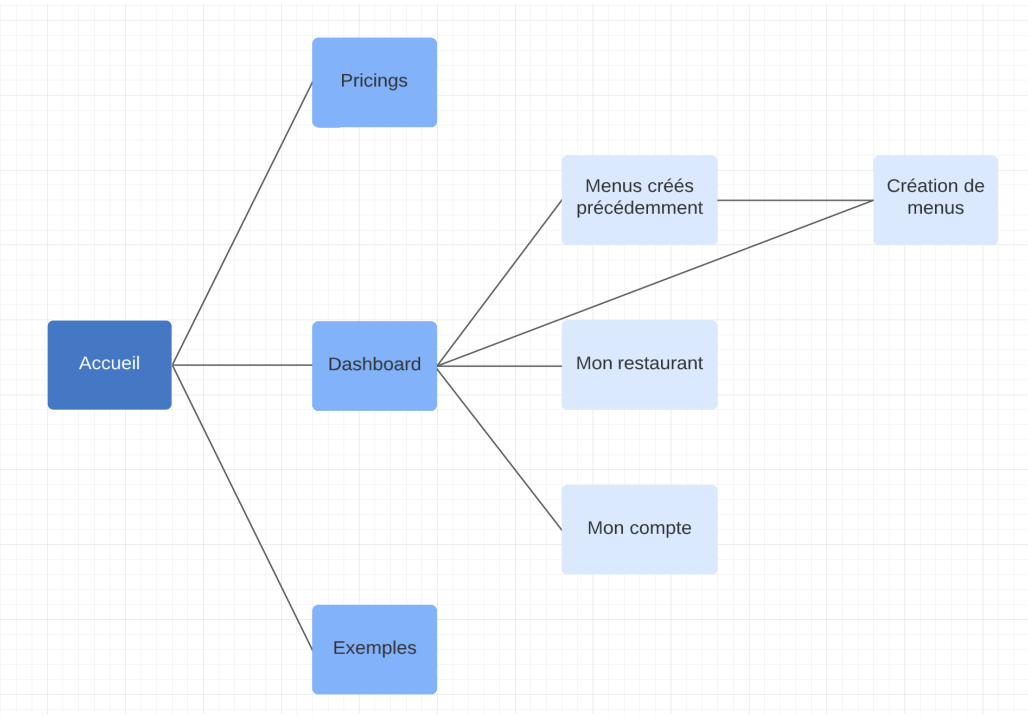 Pricings
Menus créés
précédemment
Création de
menus
Accueil
Dashboard
Mon restaurant
Mon compte
Exemples